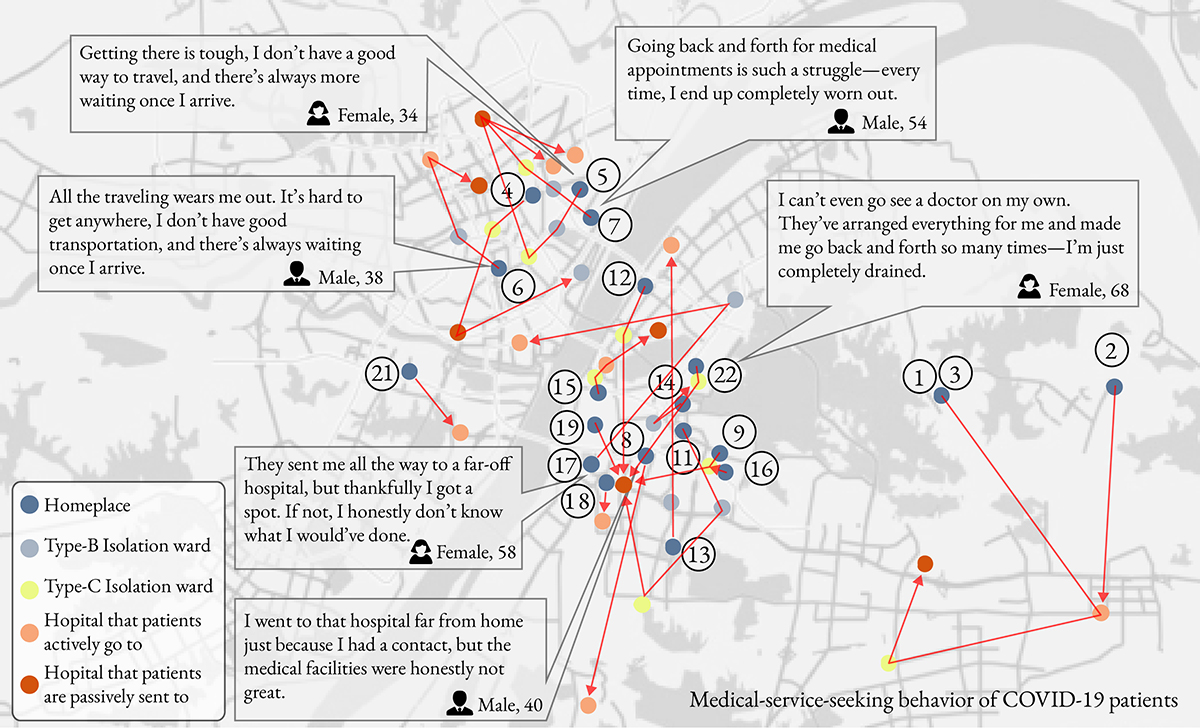 Getting there is tough, I don't have a good
way to travel, and there's always more
waiting once I arrive.
Female, 34
Going back and forth for medical
appointments is such a struggle—every
time, I end up completely worn out.
Male, 54
All the traveling wears me out. It's hard to
get anywhere, I don't have good
transportation, and there's always waiting
once I arrive.
Male, 38
I can't even go see a doctor on my own.
They've arranged everything for me and made
me go back and forth so many times—I'm just
completely drained.
Female, 68
4
5
7
6
12
21
15
14
22
1
3
2
19
8
9
17
11
16
18
13
They sent me all the way to a far-off
hospital, but thankfully I got a
spot. If not, I honestly don't know
what I would've done.
Female, 58
I went to that hospital far from home
just because I had a contact, but the
medical facilities were honestly not
great.
Male, 40
Homeplace
Type-B Isolation ward
Type-C Isolation ward
Hopital that patients
actively go to
Hopital that patients
are passively sent to
Medical-service-seeking behavior of COVID-19 patients